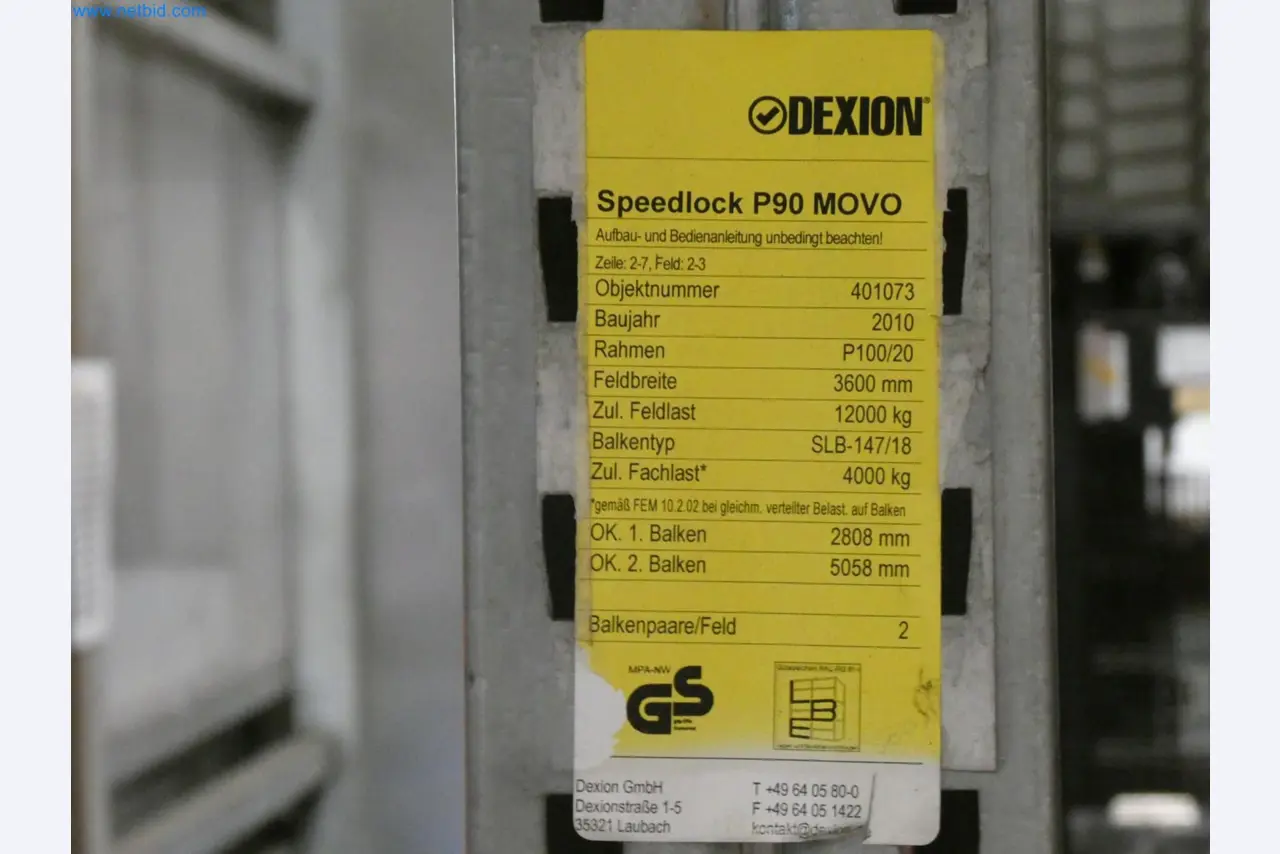 www.netbid.com
DEXION®
Speedlock P90 MOVO
Aufbau- und Bedienanleitung unbedingt beachten!
Zeile: 2-7, Feld: 2-3
Objektnummer 401073
Baujahr 2010
Rahmen P100/20
Feldbreite 3600 mm
Zul. Feldlast 12000 kg
Balkentyp SLB-147/18
Zul. Fachlast* 4000 kg
*gemäß FEM 10.2.02 bei gleichm. verteilter Belast. auf Balken
OK. 1. Balken 2808 mm
OK. 2. Balken 5058 mm
Balkenpaare/Feld 2
MPA-NW
GS
LBE
Dexion GmbH T +49 64 05 80-0
Dexionstraße 1-5 F +49 64 05 1422
35321 Laubach